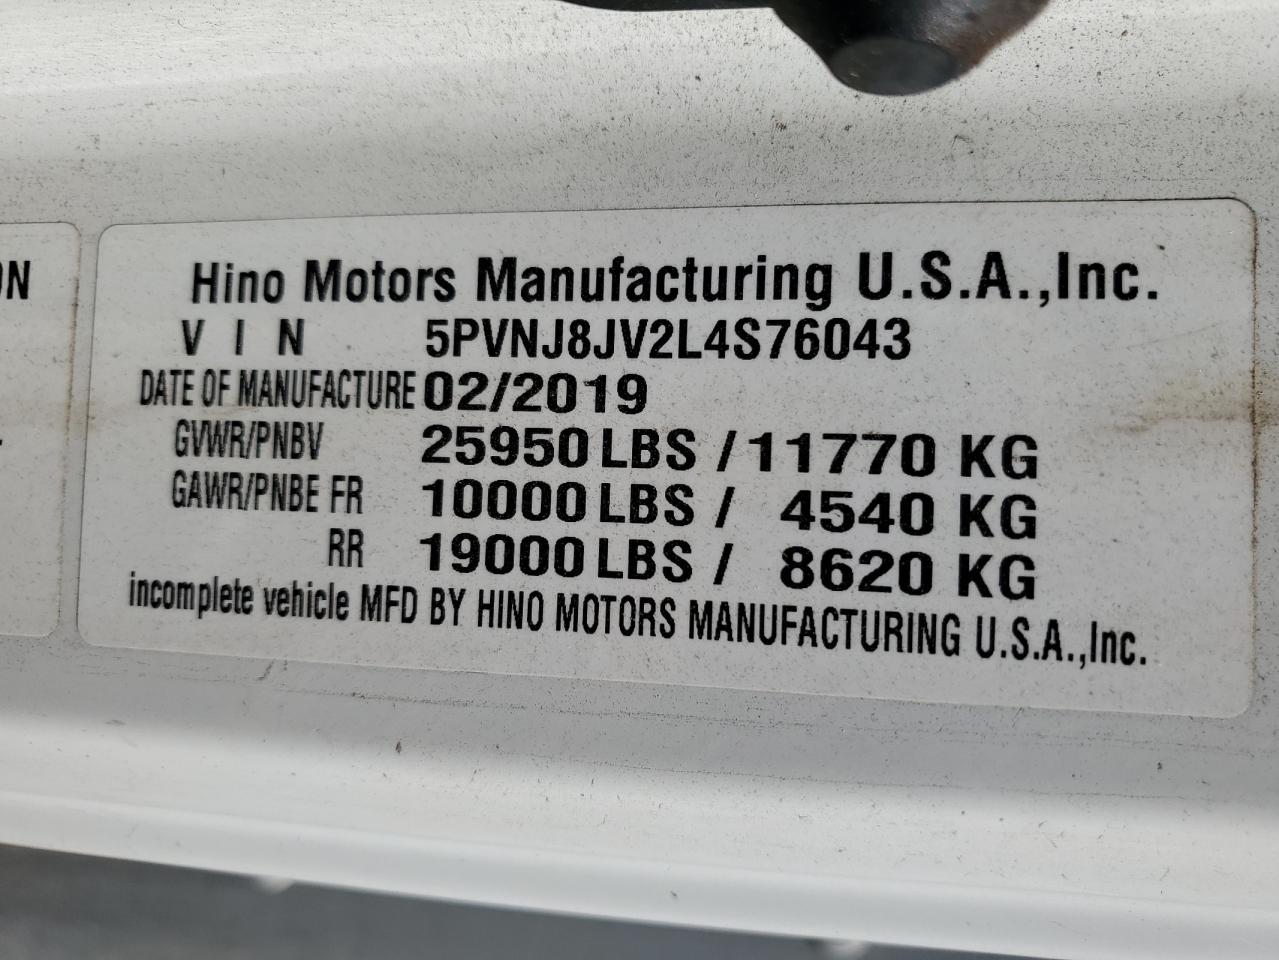 ON
Hino Motors Manufacturing U.S.A.,Inc.
V I N 5PVNJ8JV2L4S76043
DATE OF MANUFACTURE 02/2019
GVWR/PNBV 25950 LBS / 11770 KG
GAWR/PNBE FR 10000 LBS / 4540 KG
RR 19000 LBS / 8620 KG
incomplete vehicle MFD BY HINO MOTORS MANUFACTURING U.S.A.,Inc.